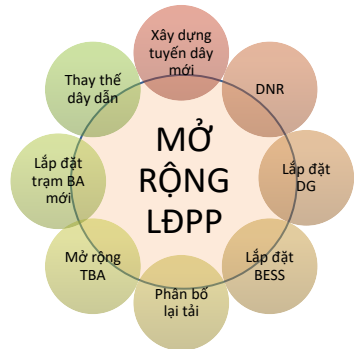 Xây dựng
tuyến dây
mới
DNR
Lắp đặt
DG
Lắp đặt
BESS
Phân bố
lại tải
Mở rộng
TBA
Lắp đặt
trạm BA
mới
Thay thế
dây dẫn
MỞ
RỘNG
LĐPP